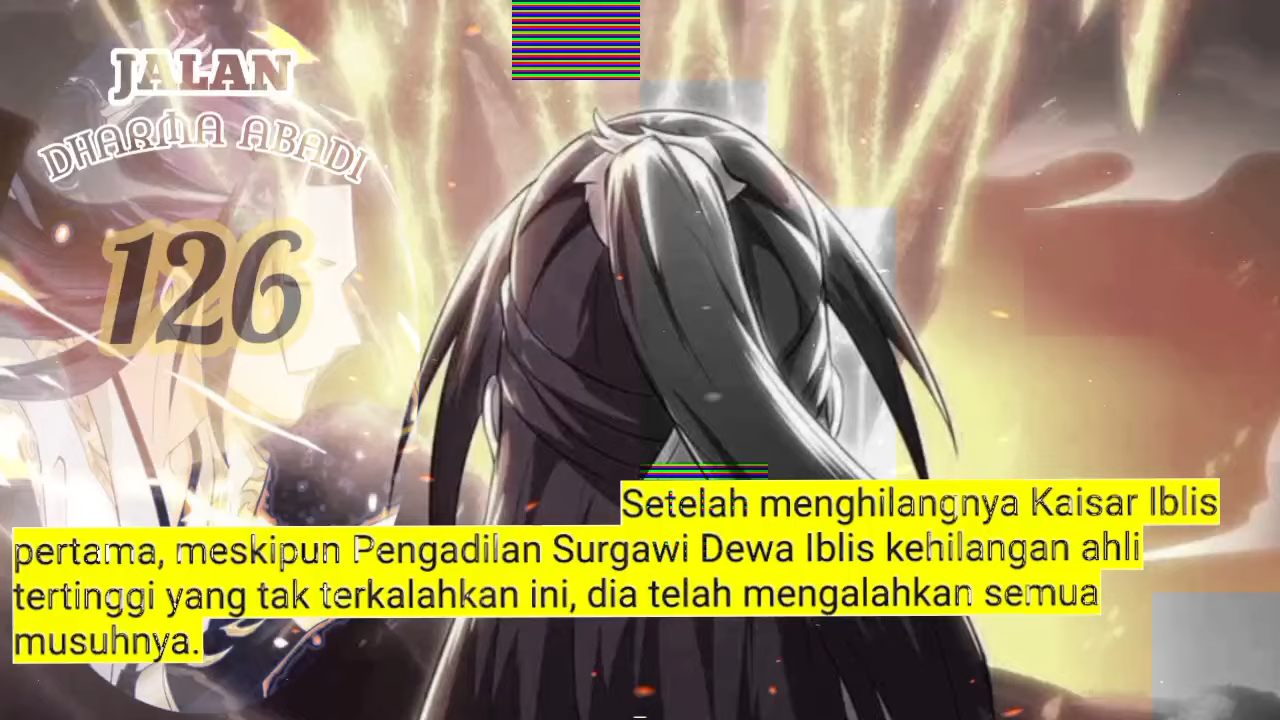 JALAN
DHARMA ABADI
126
Setelah menghilangnya Kaisar Iblis
pertama, meskipun Pengadilan Surgawi Dewa Iblis kehilangan ahli
tertinggi yang tak terkalahkan ini, dia telah mengalahkan semua
musuhnya.